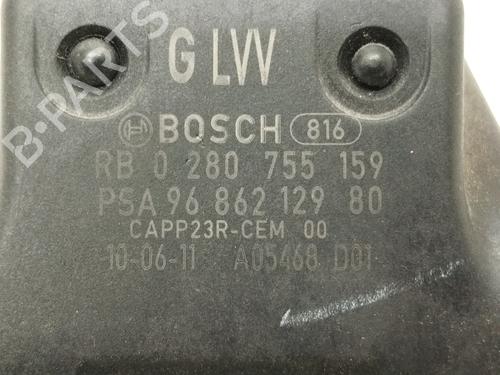 G LVV
BOSCH 816
RB 0 280 755 159
PSA 96 862 129 80
CAPP23R-CEM 00
10-06-11 A05468 D01
B-PARTS